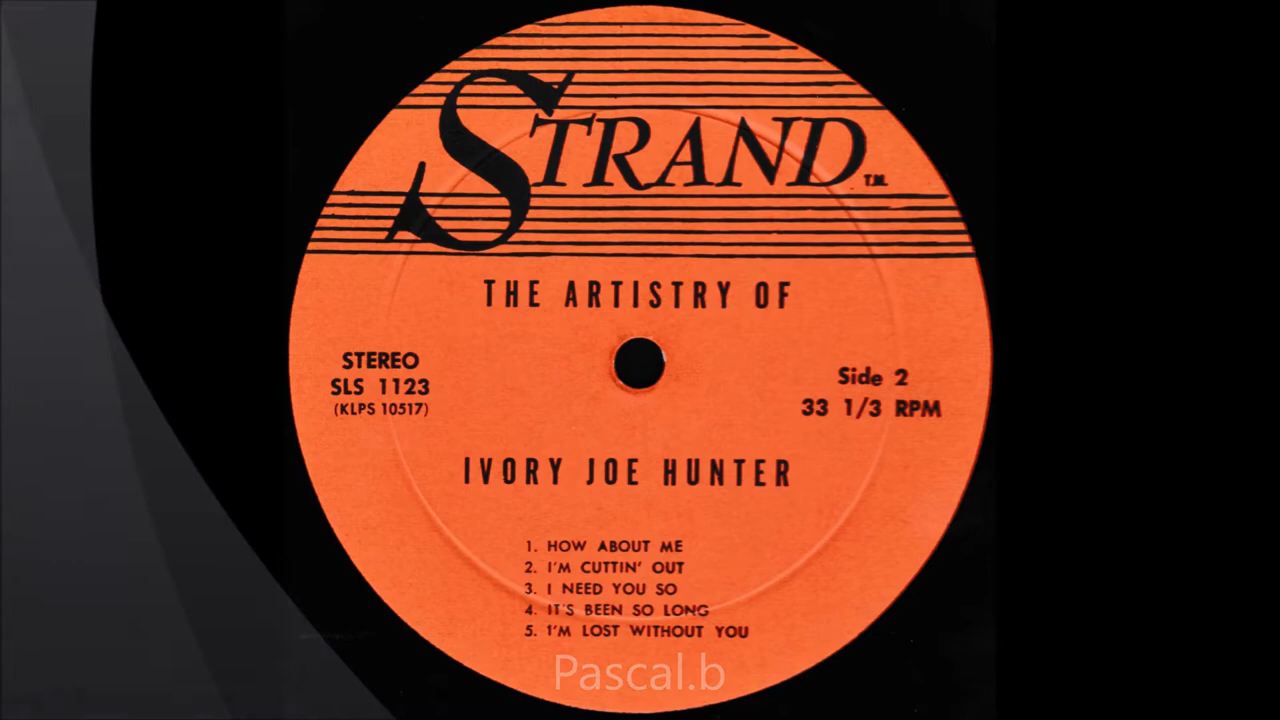 STRAND T.M.
THE ARTISTRY OF
STEREO
SLS 1123
(KLPS 10517)
Side 2
33 1/3 RPM
IVORY JOE HUNTER
1. HOW ABOUT ME
2. I'M CUTTIN' OUT
3. I NEED YOU SO
4. IT'S BEEN SO LONG
5. I'M LOST WITHOUT YOU
Pascal.b